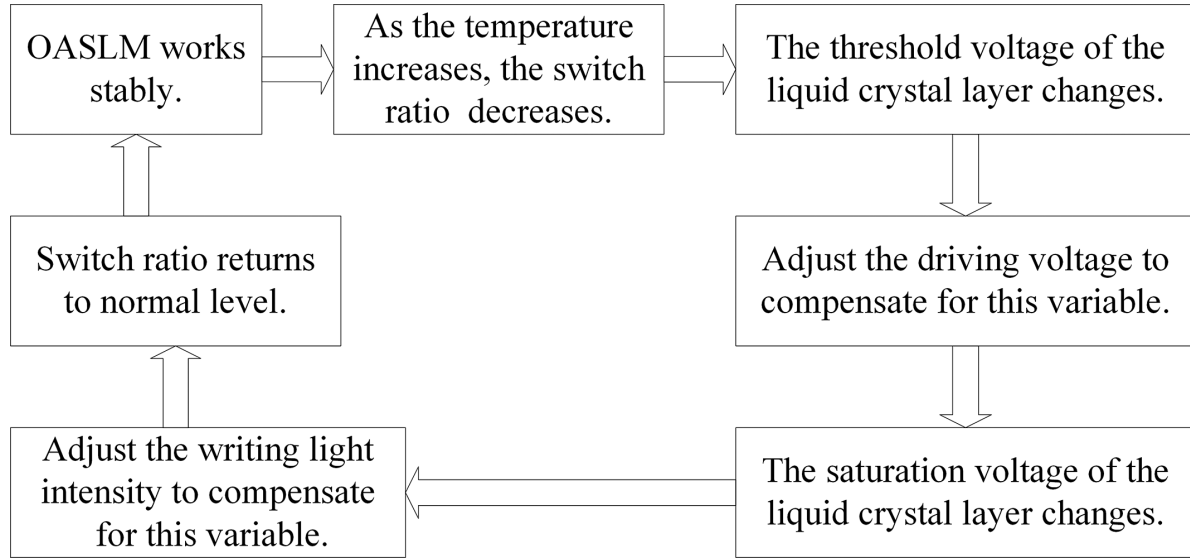 OASLM works
stably.
As the temperature
increases, the switch
ratio decreases.
The threshold voltage of the
liquid crystal layer changes.
Adjust the driving voltage to
compensate for this variable.
The saturation voltage of the
liquid crystal layer changes.
Adjust the writing light
intensity to compensate
for this variable.
Switch ratio returns
to normal level.